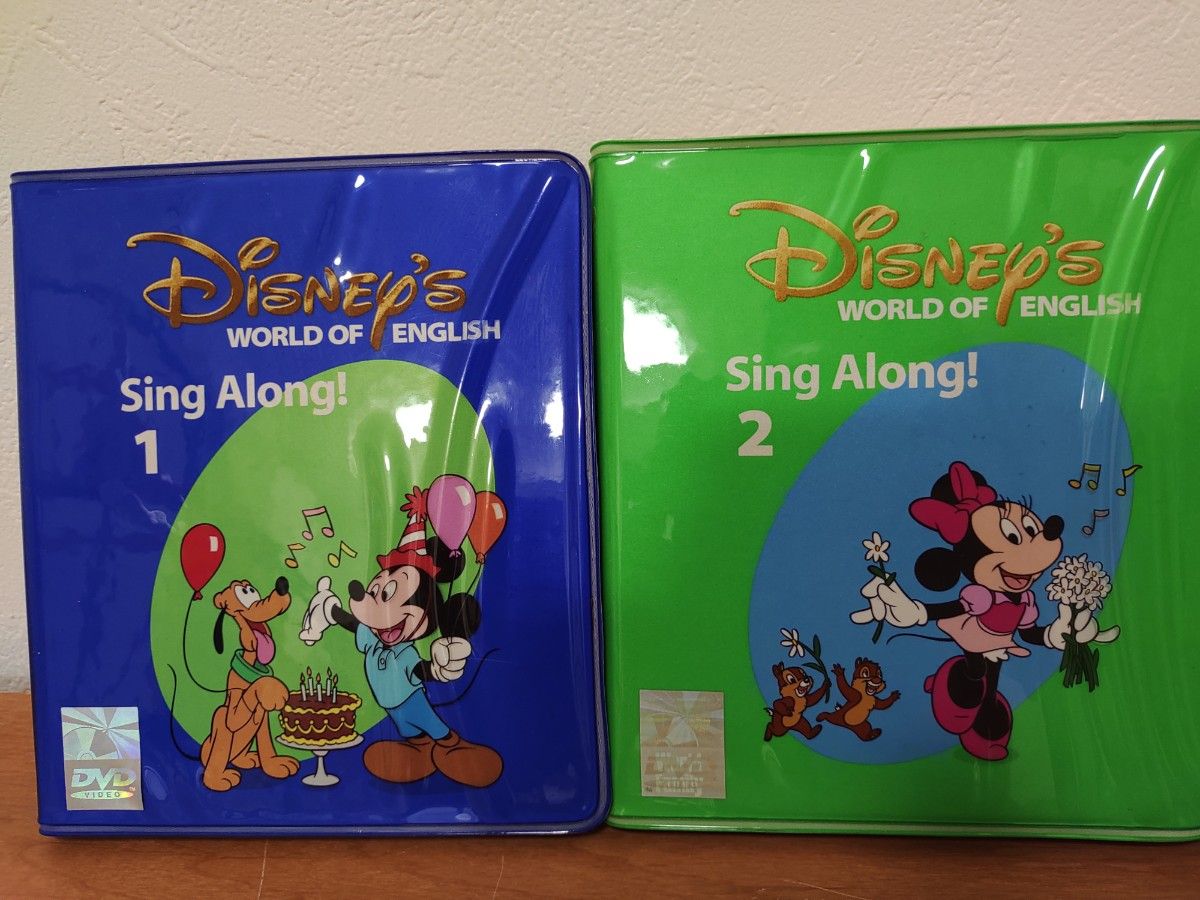 Disney's
WORLD OF ENGLISH
Sing Along!
1
DVD
VIDEO
Disney's
WORLD OF ENGLISH
Sing Along!
2